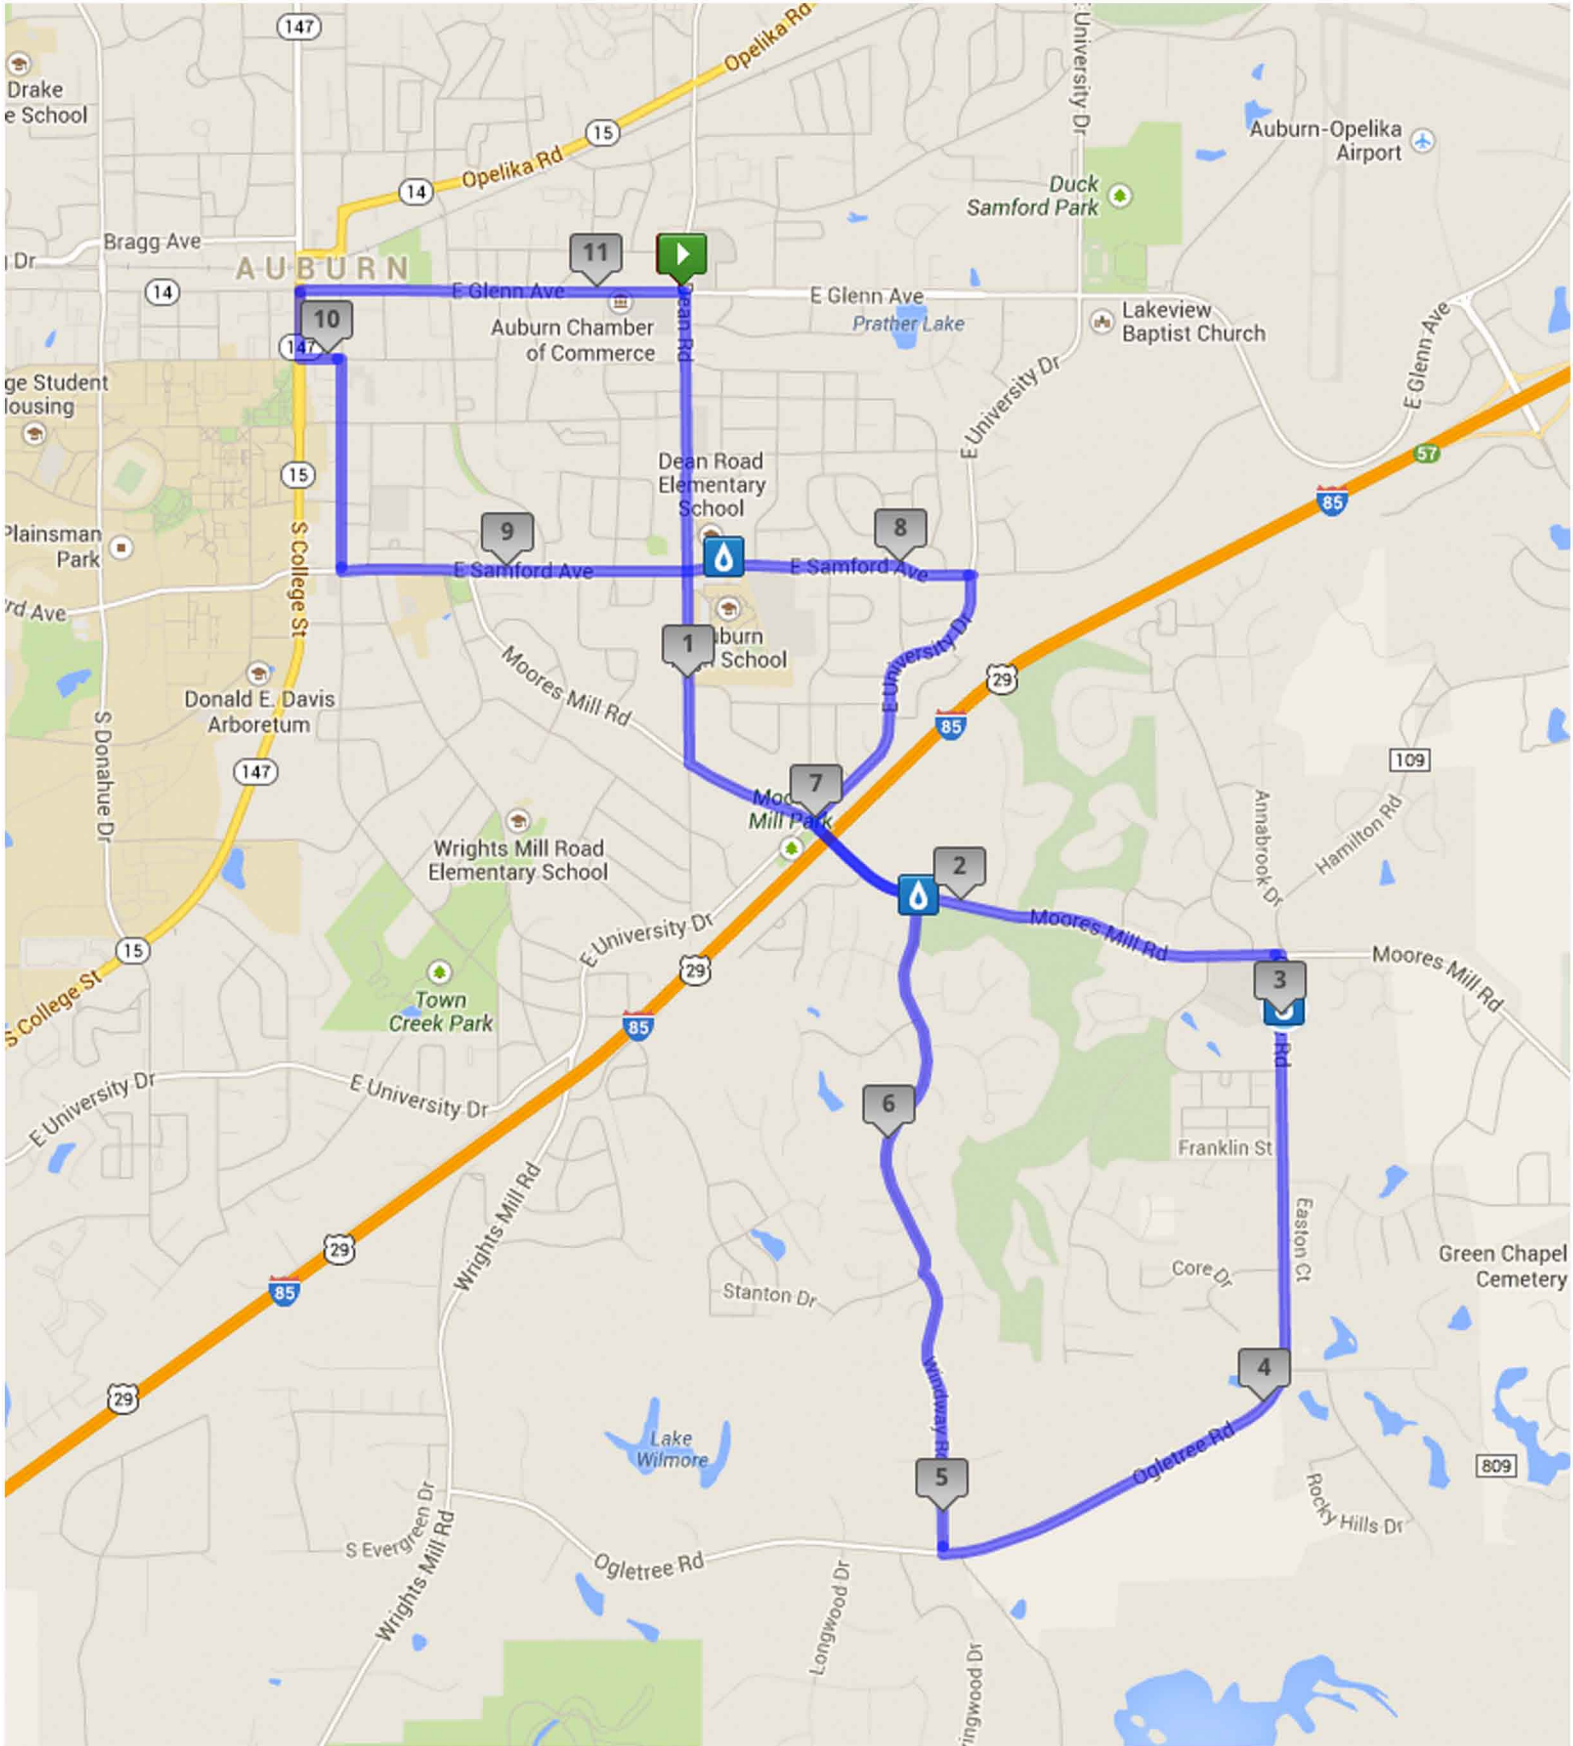 147
Opelika Rd
E University Dr
Drake
e School
15
Auburn-Opelika
Airport
Opelika Rd
14
Duck
Samford Park
Bragg Ave
Dr
AUBURN
11
14
E Glenn Ave
E Glenn Ave
Dean Rd
10
Auburn Chamber
of Commerce
Prather Lake
Lakeview
Baptist Church
147
E Glenn Ave
E University Dr
ge Student
Housing
15
Dean Road
Elementary
School
57
85
Plainsman
Park
S College St
9
8
E Samford Ave
E Samford Ave
rd Ave
1
uburn
School
E University Dr
Moores Mill Rd
29
Donald E. Davis
Arboretum
85
S Donahue Dr
147
109
7
Moo
Mill Park
Annabrook Dr
Hamilton Rd
Wrights Mill Road
Elementary School
2
E University Dr
Moores Mill Rd
Moores Mill Rd
15
29
3
S College St
Town
Creek Park
85
Rd
E University Dr
E University Dr
6
Franklin St
Wrights Mill Rd
Easton Ct
29
Green Chapel
Cemetery
85
Core Dr
Stanton Dr
4
29
Windway Rd
Lake
Wilmore
Ogletree Rd
809
5
Rocky Hills Dr
S Evergreen Dr
Wrights Mill Rd
Ogletree Rd
Longwood Dr
ringwood Dr